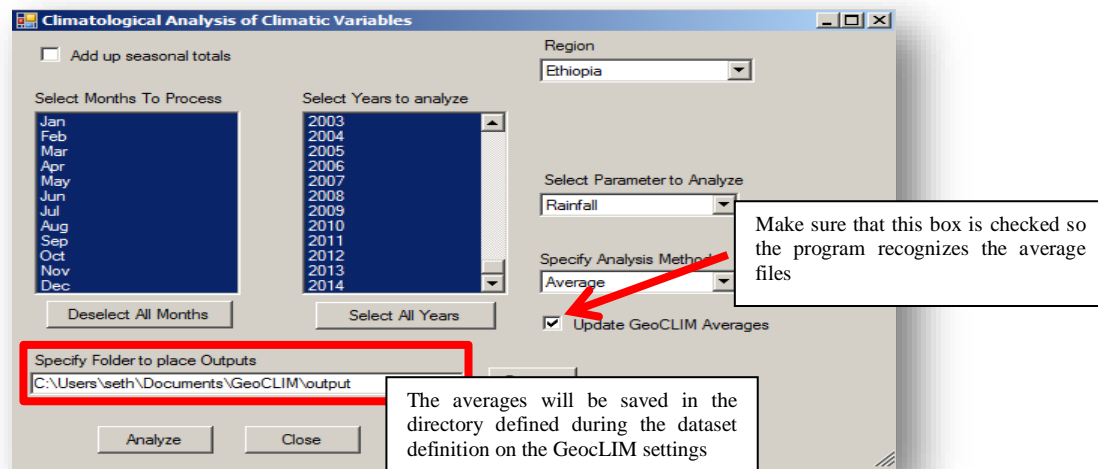 Climatological Analysis of Climatic Variables
Add up seasonal totals
Region
Ethiopia
Select Months To Process
Select Years to analyze
Jan
Feb
Mar
Apr
May
Jun
Jul
Aug
Sep
Oct
Nov
Dec
2003
2004
2005
2006
2007
2008
2009
2010
2011
2012
2013
2014
Select Parameter to Analyze
Rainfall
Make sure that this box is checked so
the program recognizes the average
files
Specify Analysis Method
Average
Deselect All Months
Select All Years
Update GeoCLIM Averages
Specify Folder to place Outputs
C:\Users\seth\Documents\GeoCLIM\output
The averages will be saved in the
directory defined during the dataset
definition on the GeocLIM settings
Analyze
Close